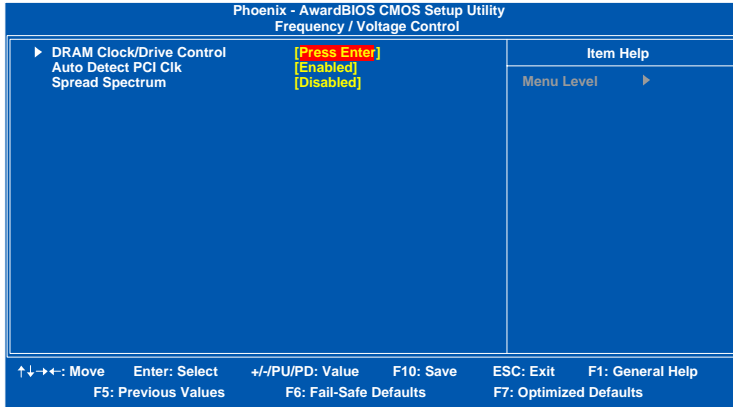 Phoenix - AwardBIOS CMOS Setup Utility
Frequency / Voltage Control
DRAM Clock/Drive Control [Press Enter]
Auto Detect PCI Clk [Enabled]
Spread Spectrum [Disabled]
Item Help
Menu Level
↑↓→←: Move Enter: Select +/-/PU/PD: Value F10: Save ESC: Exit F1: General Help
F5: Previous Values F6: Fail-Safe Defaults F7: Optimized Defaults